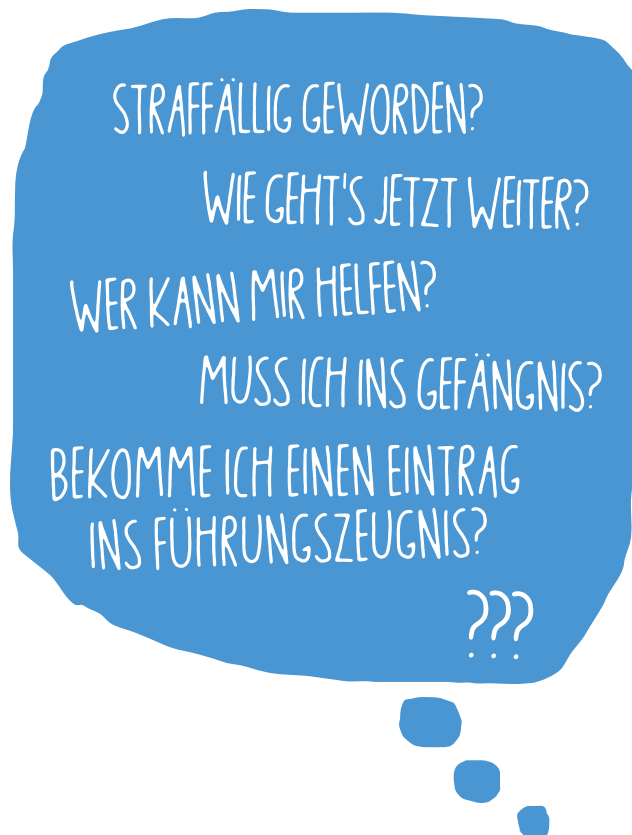 STRAFFÄLLIG GEWORDEN?
WIE GEHT'S JETZT WEITER?
WER KANN MIR HELFEN?
MUSS ICH INS GEFÄNGNIS?
BEKOMME ICH EINEN EINTRAG
INS FÜHRUNGSZEUGNIS?
???